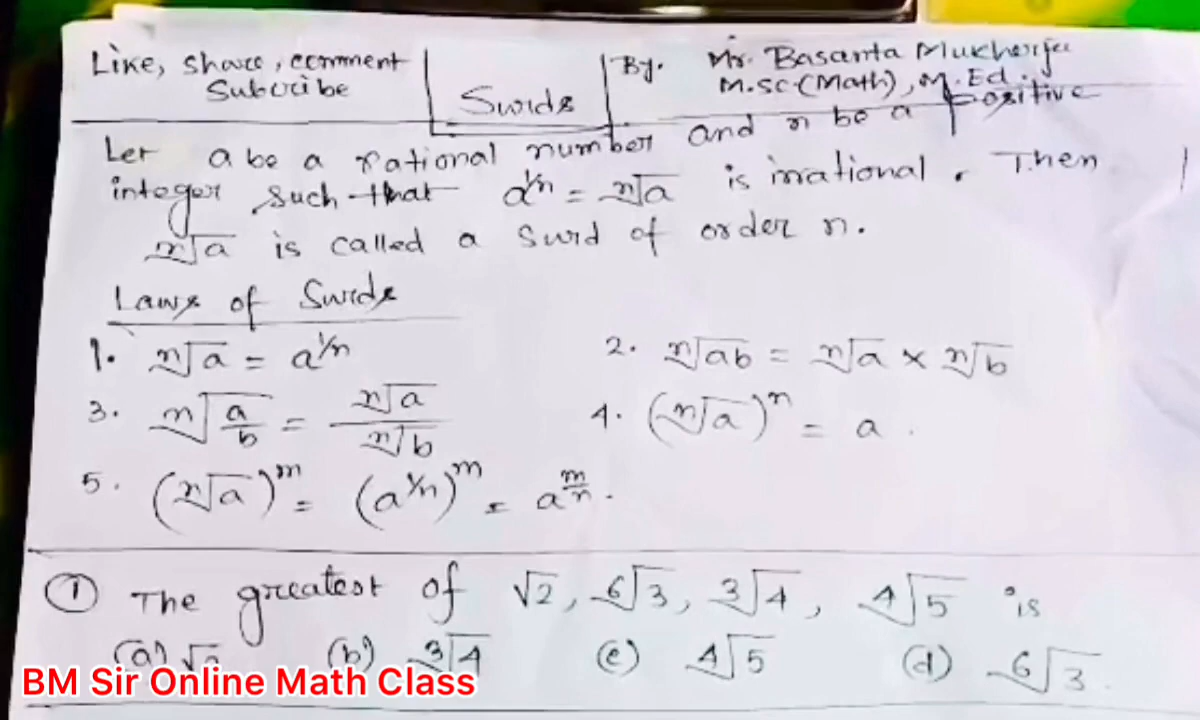 Like, share, comment
Subcribe
Surds
By. Mr. Basanta Mukherjee
M.sc.(Math), M.Ed.
Let a be a rational number and n be a positive
integer such that a^1/n = ⁿ√a is irrational. Then
ⁿ√a is called a surd of order n.
Laws of Surds
1. ⁿ√a = a^1/n 2. ⁿ√ab = ⁿ√a × ⁿ√b
3. ⁿ√(a/b) = ⁿ√a / ⁿ√b 4. (ⁿ√a)ⁿ = a.
5. (ⁿ√a)^m = (a^1/n)^m = a^m/n.
① The greatest of √2, ⁶√3, ³√4, ⁴√5 is
(a) √2 (b) ³√4 (c) ⁴√5 (d) ⁶√3.
BM Sir Online Math Class